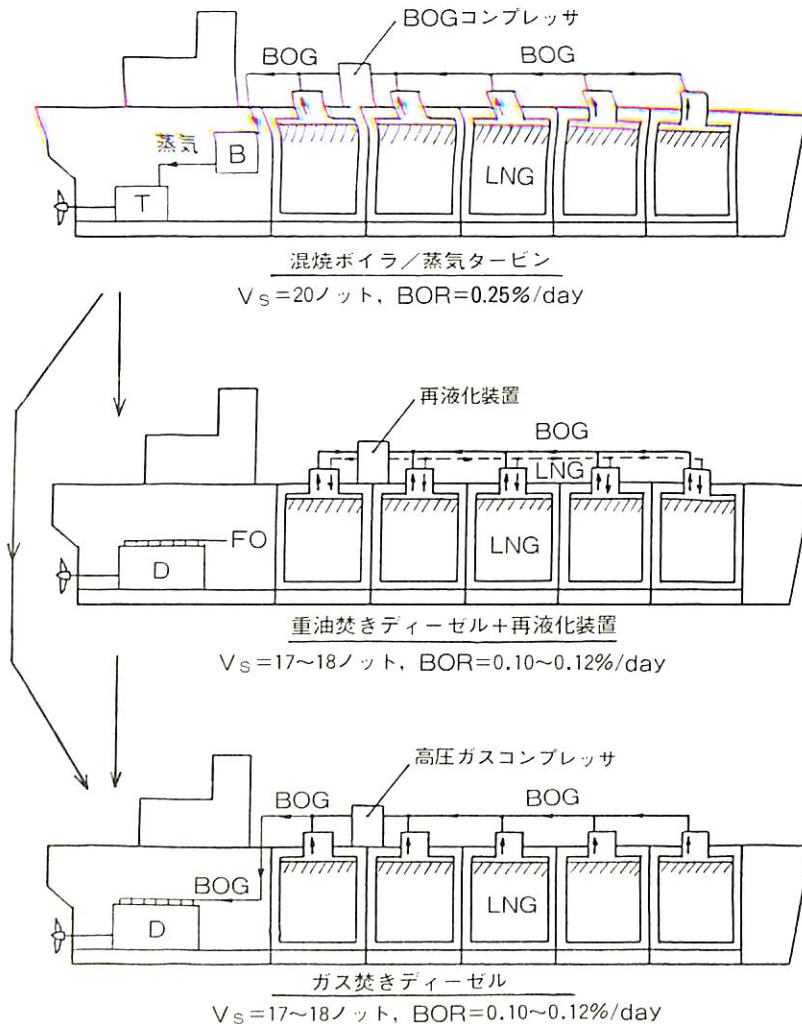 BOGコンプレッサ
BOG
BOG
蒸気
B
T
LNG
混焼ボイラ／蒸気タービン
Vs=20ノット, BOR=0.25%/day
再液化装置
BOG
LNG
FO
D
LNG
重油焚きディーゼル+再液化装置
Vs=17~18ノット, BOR=0.10~0.12%/day
高圧ガスコンプレッサ
BOG
BOG
BOG
D
LNG
ガス焚きディーゼル
Vs=17~18ノット, BOR=0.10~0.12%/day